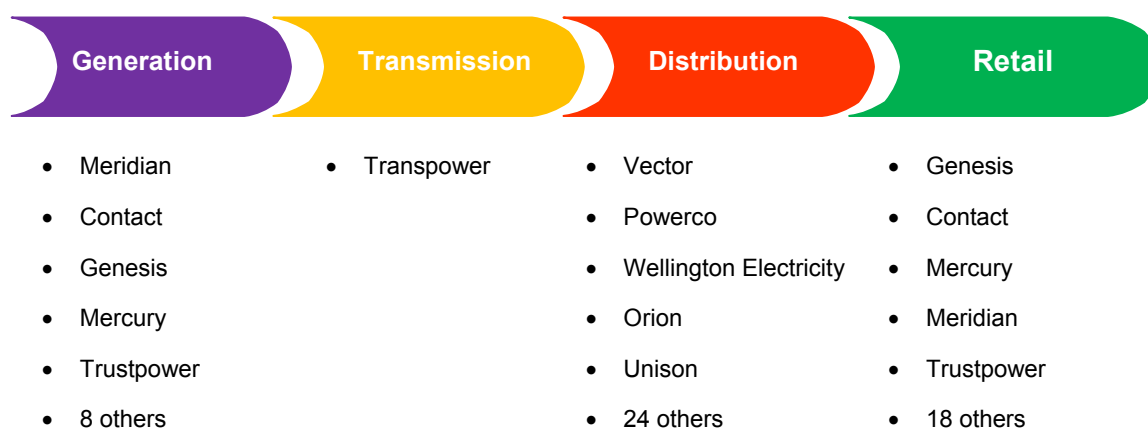 Generation
Transmission
Distribution
Retail
• Meridian
• Contact
• Genesis
• Mercury
• Trustpower
• 8 others
• Transpower
• Vector
• Powerco
• Wellington Electricity
• Orion
• Unison
• 24 others
• Genesis
• Contact
• Mercury
• Meridian
• Trustpower
• 18 others